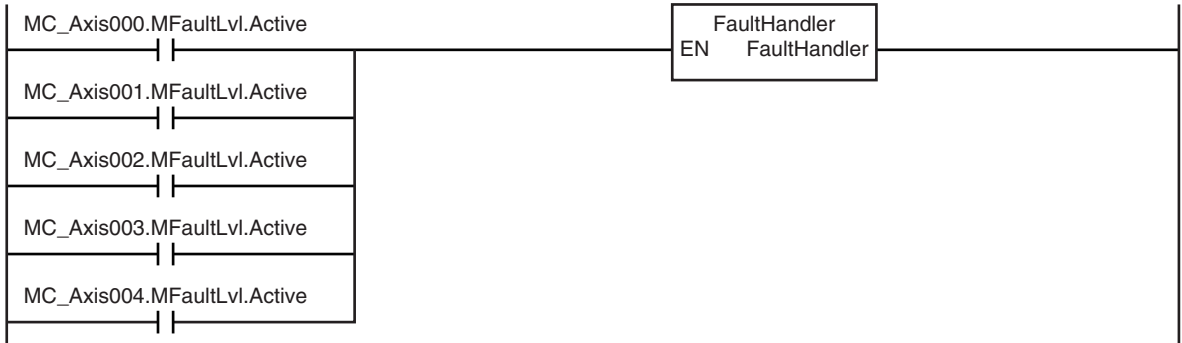 MC_Axis000.MFaultLvl.Active
FaultHandler
EN FaultHandler
MC_Axis001.MFaultLvl.Active
MC_Axis002.MFaultLvl.Active
MC_Axis003.MFaultLvl.Active
MC_Axis004.MFaultLvl.Active